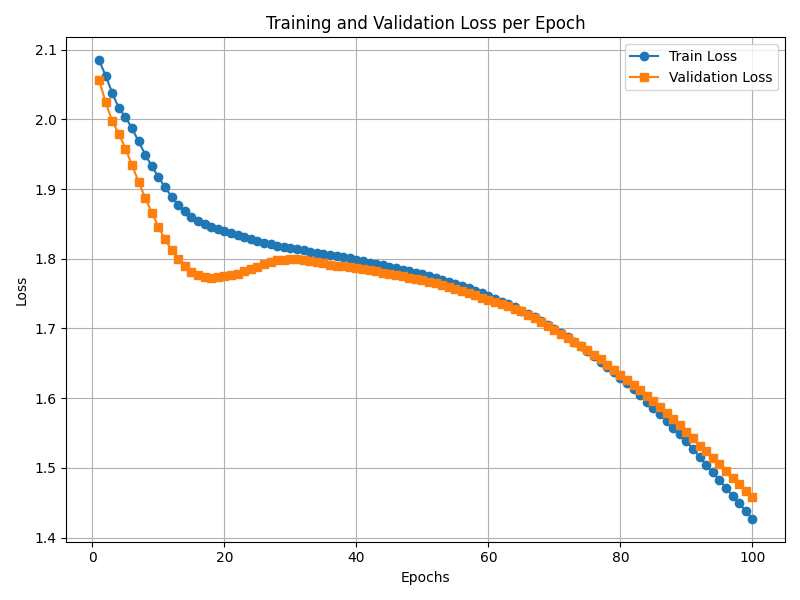 Training and Validation Loss per Epoch
Train Loss
Validation Loss
2.1
2.0
1.9
1.8
1.7
1.6
1.5
1.4
Loss
0 20 40 60 80 100
Epochs